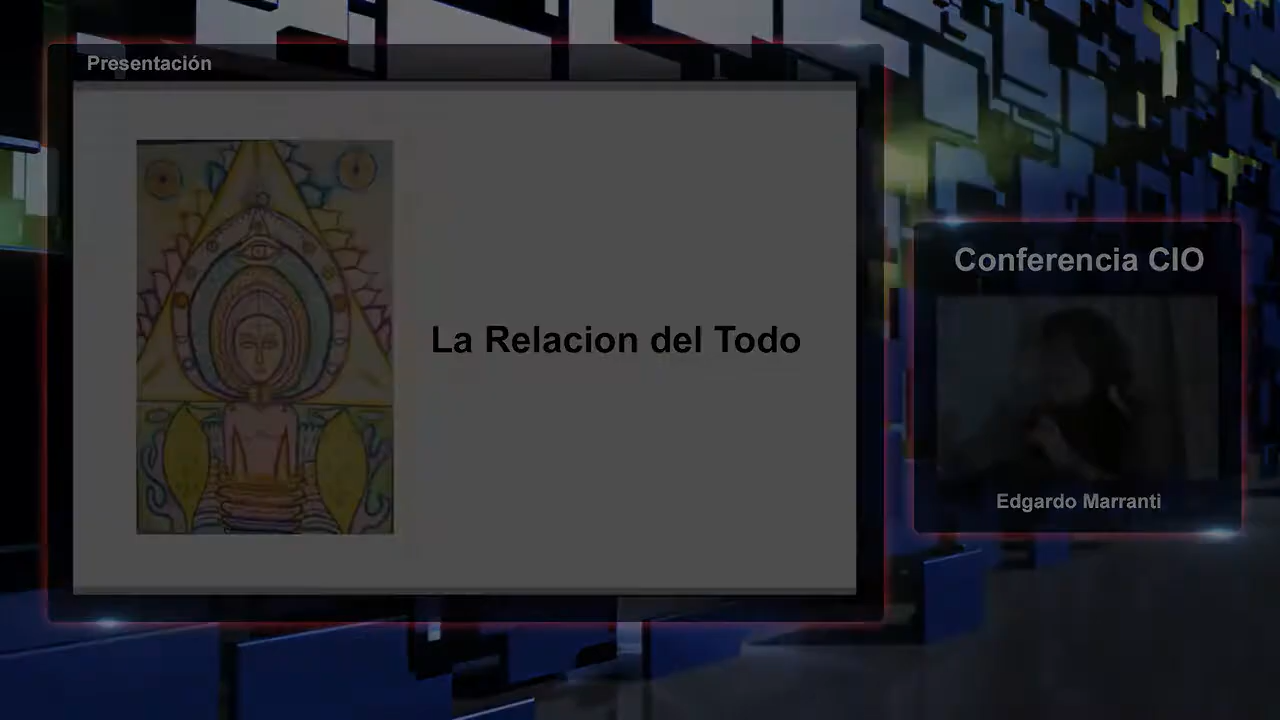 Presentación
La Relacion del Todo
Conferencia CIO
Edgardo Marranti